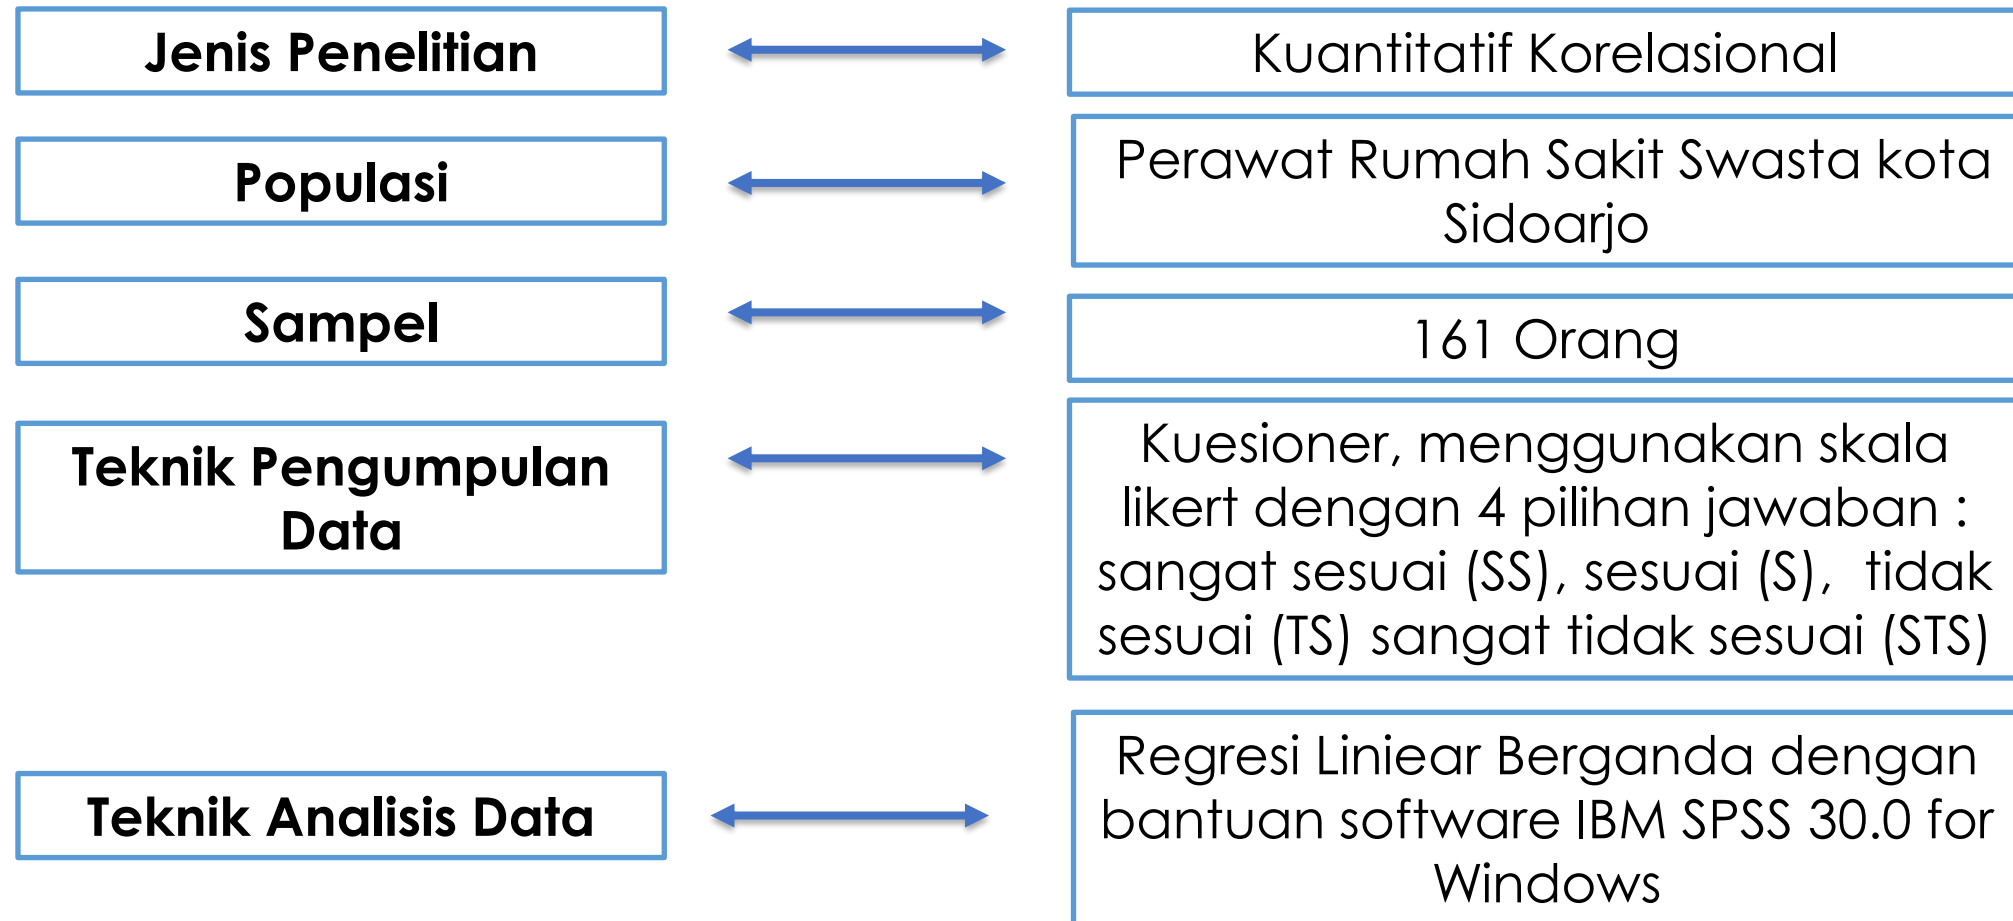 Jenis Penelitian
Kuantitatif Korelasional
Populasi
Perawat Rumah Sakit Swasta kota
Sidoarjo
Sampel
161 Orang
Teknik Pengumpulan
Data
Kuesioner, menggunakan skala
likert dengan 4 pilihan jawaban :
sangat sesuai (SS), sesuai (S), tidak
sesuai (TS) sangat tidak sesuai (STS)
Teknik Analisis Data
Regresi Liniear Berganda dengan
bantuan software IBM SPSS 30.0 for
Windows